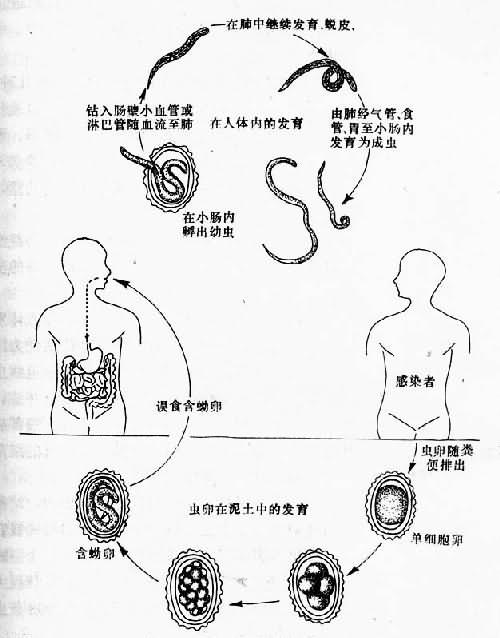 在肺中继续发育、蜕皮,
钻入肠壁小血管或
淋巴管随血流至肺
在人体内的发育
由肺经气管、食
管、胃至小肠内
发育为成虫
在小肠内
孵出幼虫
感染者
误食含蚴卵
虫卵随粪
便排出
虫卵在泥土中的发育
单细胞卵
含蚴卵